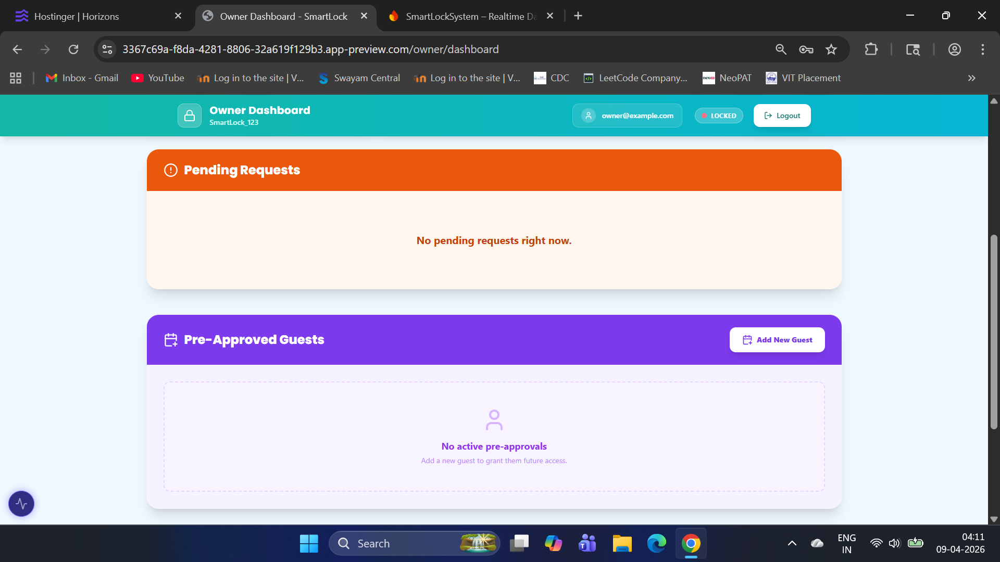 Hostinger | Horizons
Owner Dashboard - SmartLock
SmartLockSystem – Realtime Da
3367c69a-f8da-4281-8806-32a619f129b3.app-preview.com/owner/dashboard
Inbox - Gmail
YouTube
Log in to the site | V...
Swayam Central
Log in to the site | V...
CDC
LeetCode Company...
NeoPAT
VIT Placement
Owner Dashboard
SmartLock_123
owner@example.com
LOCKED
Logout
Pending Requests
No pending requests right now.
Pre-Approved Guests
Add New Guest
No active pre-approvals
Add a new guest to grant them future access.
Search
ENG
IN
04:11
09-04-2026